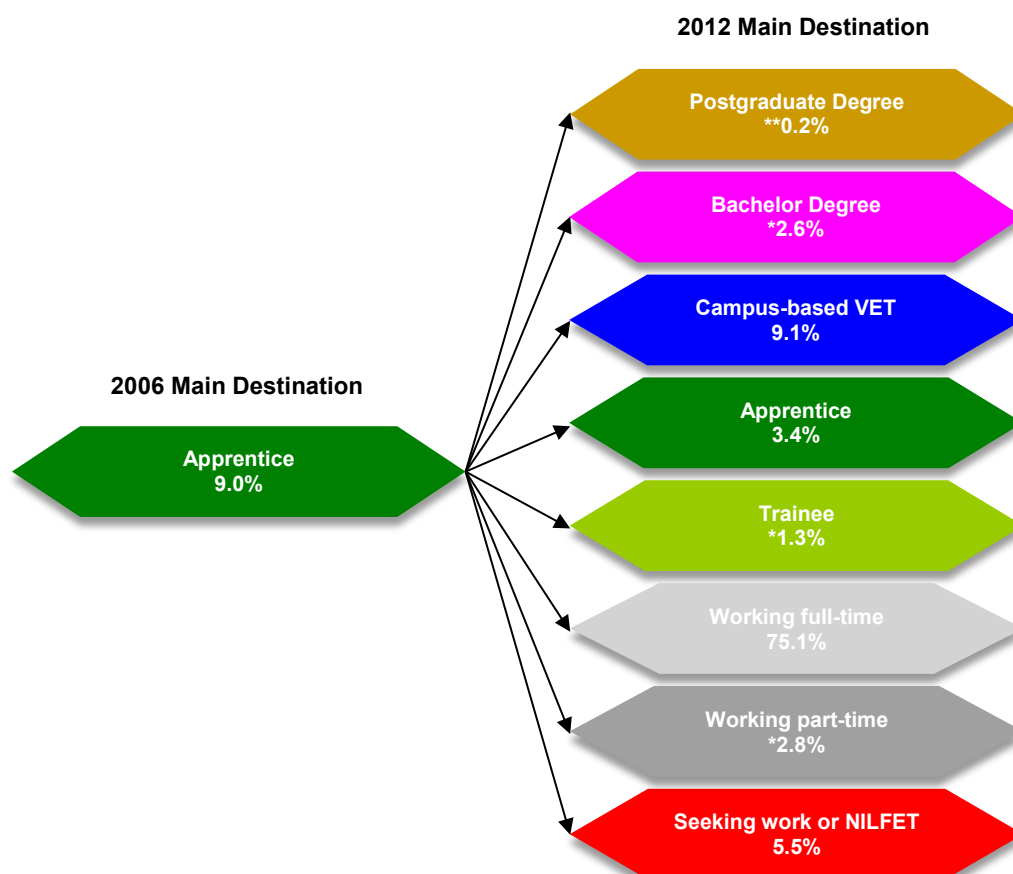 2012 Main Destination
Postgraduate Degree
**0.2%
Bachelor Degree
*2.6%
Campus-based VET
9.1%
2006 Main Destination
Apprentice
9.0%
Apprentice
3.4%
Trainee
*1.3%
Working full-time
75.1%
Working part-time
*2.8%
Seeking work or NILFET
5.5%